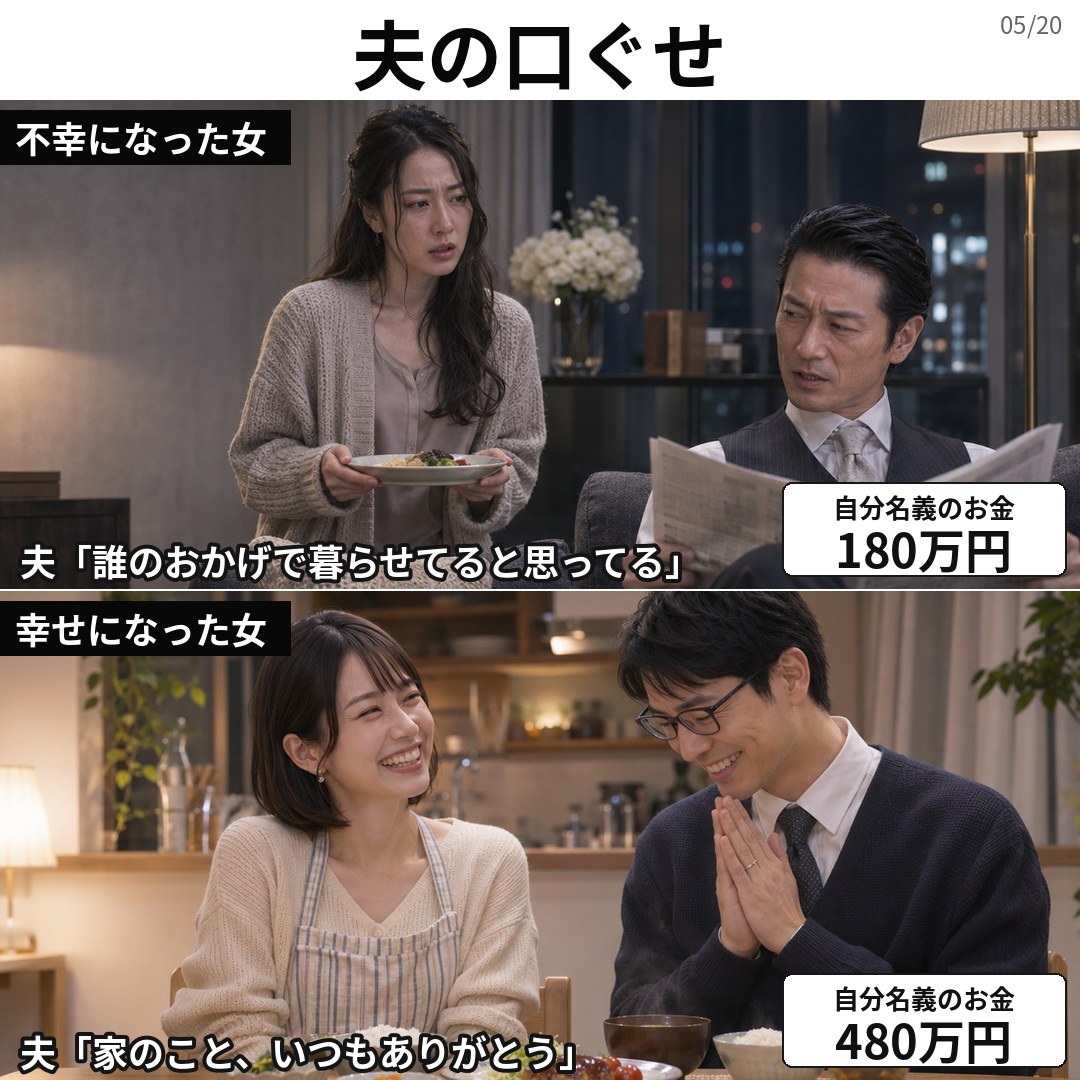 夫の口ぐせ
05/20
不幸になった女
夫「誰のおかげで暮らせてると思ってる」
自分名義のお金
180万円
幸せになった女
夫「家のこと、いつもありがとう」
自分名義のお金
480万円